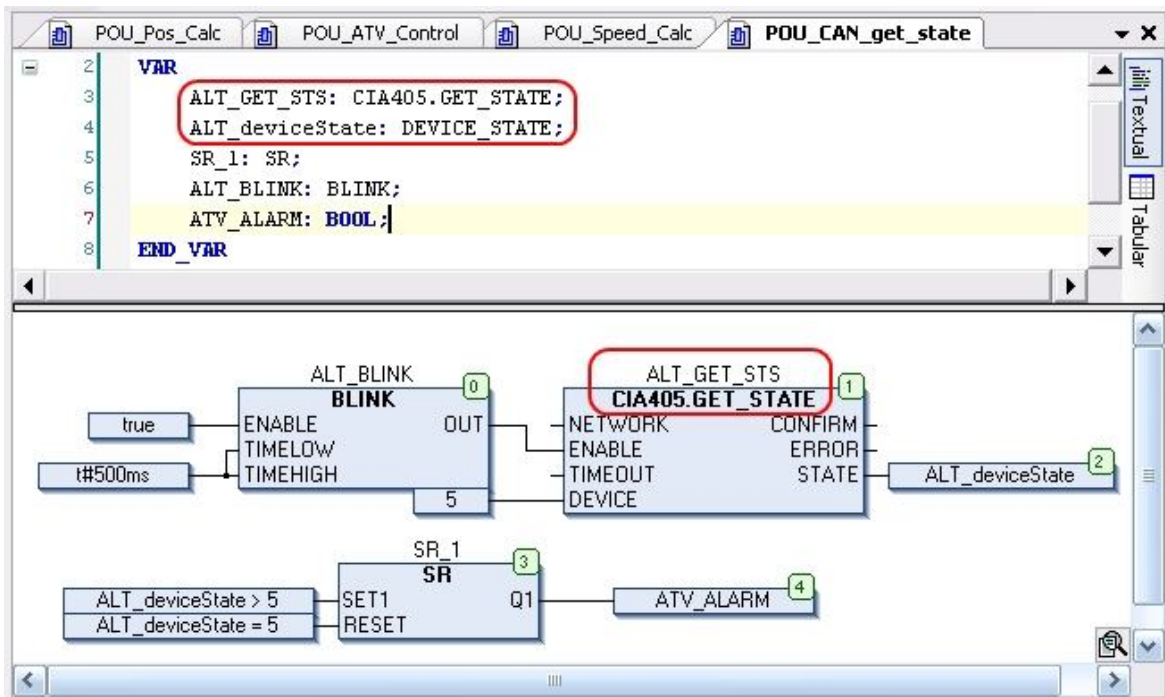 POU_Pos_Calc POU_ATV_Control POU_Speed_Calc POU_CAN_get_state
2 VAR
3 ALT_GET_STS: CIA405.GET_STATE;
4 ALT_deviceState: DEVICE_STATE;
5 SR_1: SR;
6 ALT_BLINK: BLINK;
7 ATV_ALARM: BOOL;
8 END_VAR
Textual
Tabular
ALT_BLINK
0
BLINK
true
ENABLE OUT
TIMELOW
t#500ms
TIMEHIGH
5
ALT_GET_STS
1
CIA405.GET_STATE
NETWORK CONFIRM
ENABLE ERROR
TIMEOUT STATE
DEVICE
ALT_deviceState
2
SR_1
3
SR
ALT_deviceState > 5
SET1 Q1
ALT_deviceState = 5
RESET
ATV_ALARM
4